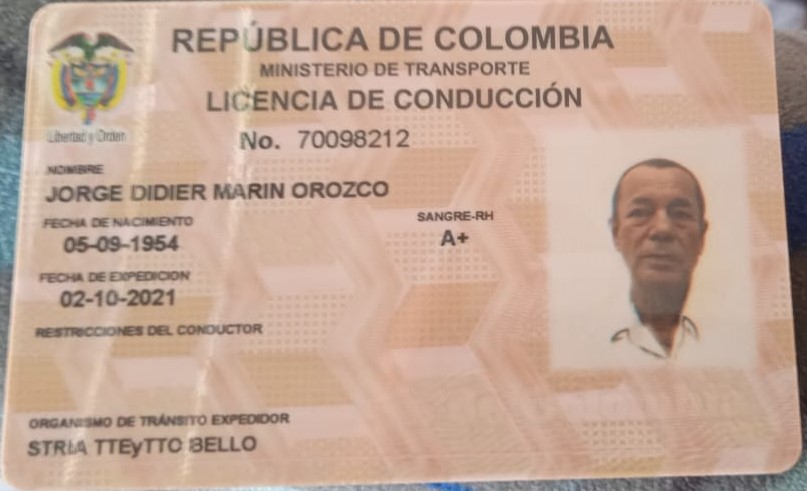 REPÚBLICA DE COLOMBIA
MINISTERIO DE TRANSPORTE
LICENCIA DE CONDUCCIÓN
Libertad y Orden
No. 70098212
NOMBRE
JORGE DIDIER MARIN OROZCO
FECHA DE NACIMIENTO
05-09-1954
SANGRE-RH
A+
FECHA DE EXPEDICION
02-10-2021
RESTRICCIONES DEL CONDUCTOR
ORGANISMO DE TRÁNSITO EXPEDIDOR
STRIA TTEyTTO BELLO